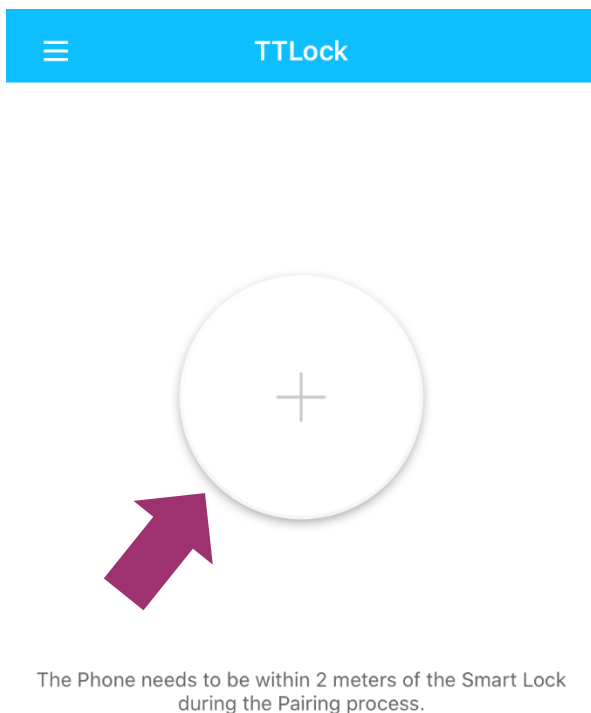 TTLock
The Phone needs to be within 2 meters of the Smart Lock
during the Pairing process.